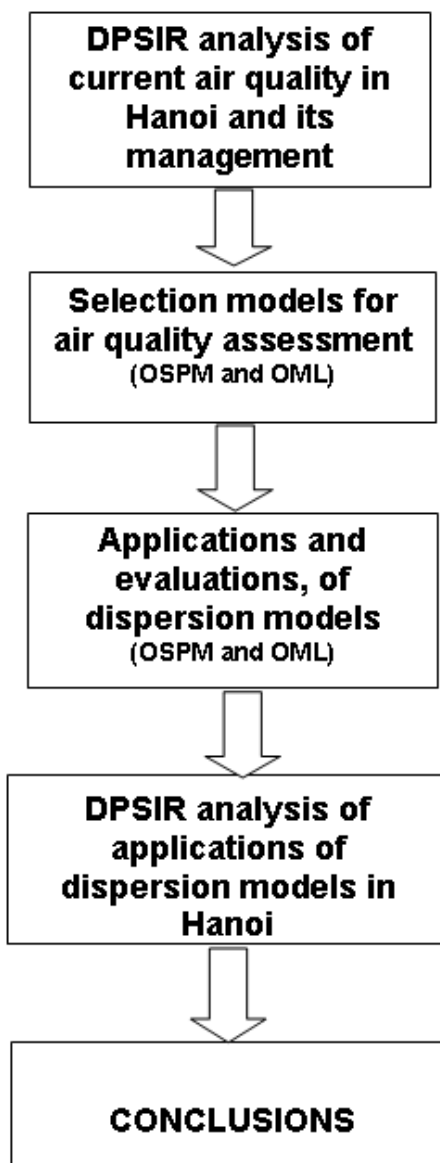 DPSIR analysis of
current air quality in
Hanoi and its
management
Selection models for
air quality assessment
(OSPM and OML)
Applications and
evaluations, of
dispersion models
(OSPM and OML)
DPSIR analysis of
applications of
dispersion models in
Hanoi
CONCLUSIONS